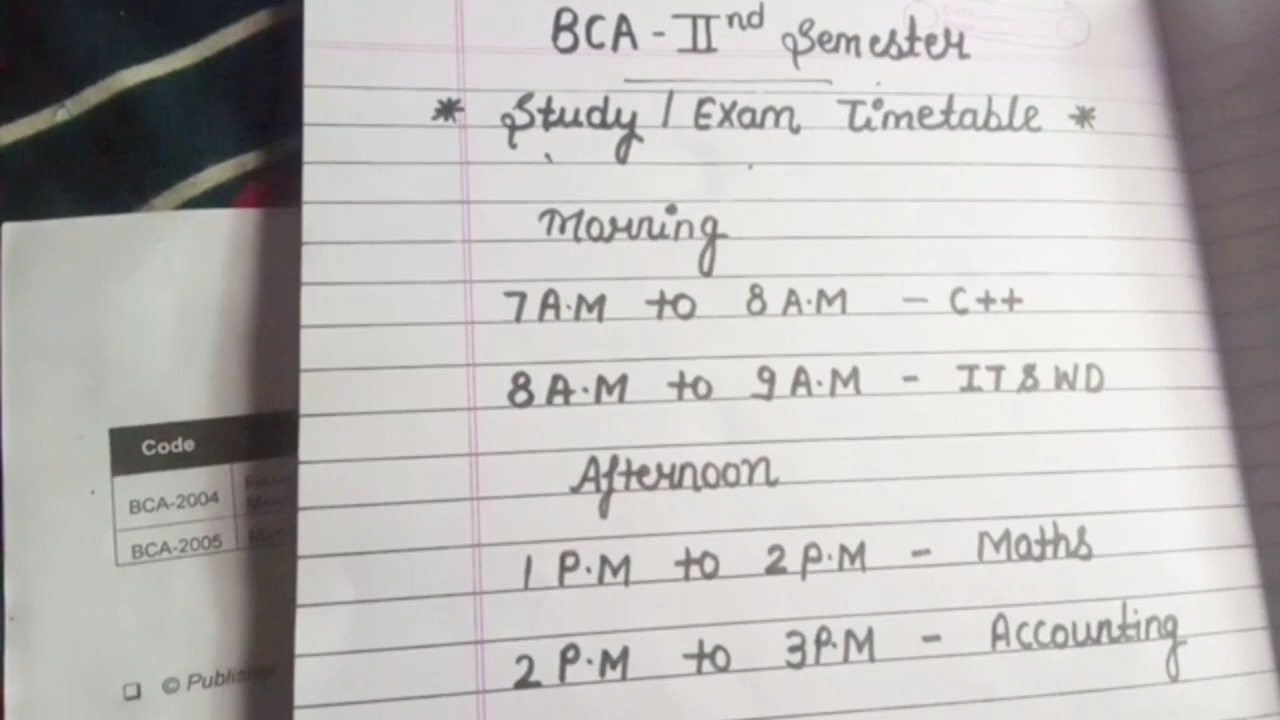 BCA - IInd Semester
* Study / Exam Timetable *
Morning
7 A.M to 8 A.M - C++
8 A.M to 9 A.M - IT & WD
Afternoon
1 P.M to 2 P.M - Maths
2 P.M to 3 P.M - Accounting
Code
BCA-2004
BCA-2005
© Publisher